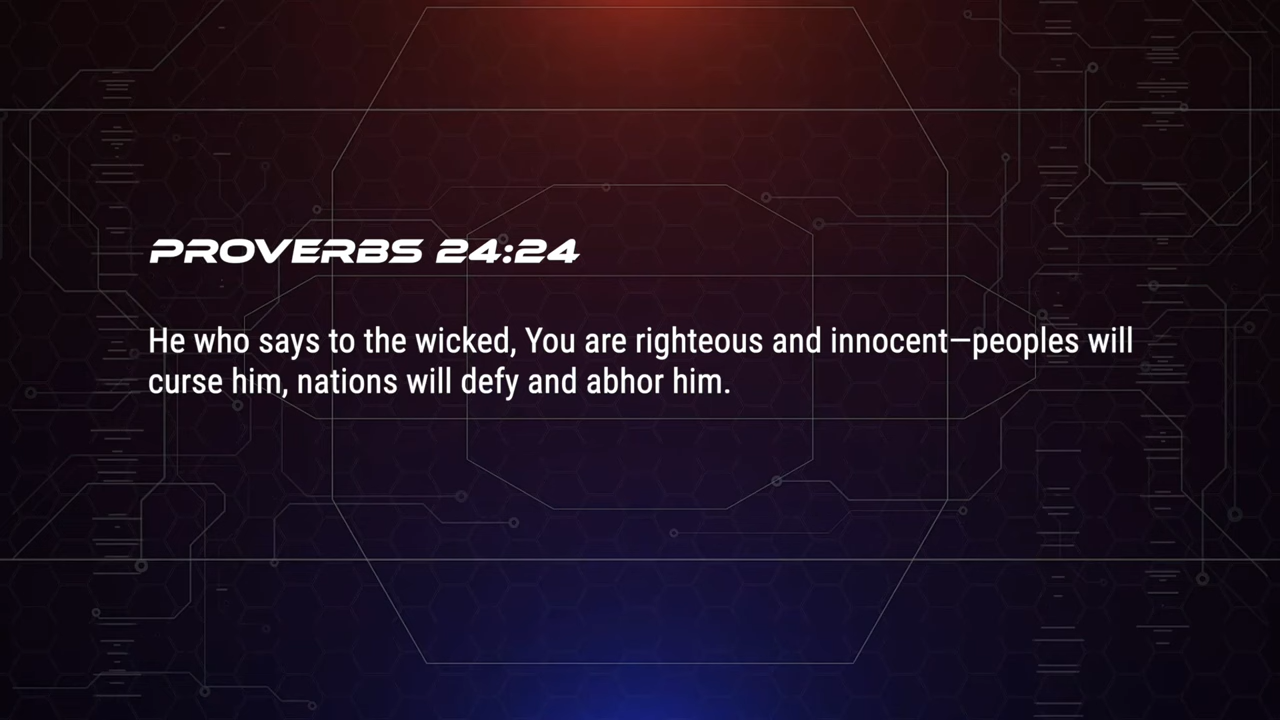 PROVERBS 24:24
He who says to the wicked, You are righteous and innocent—peoples will
curse him, nations will defy and abhor him.